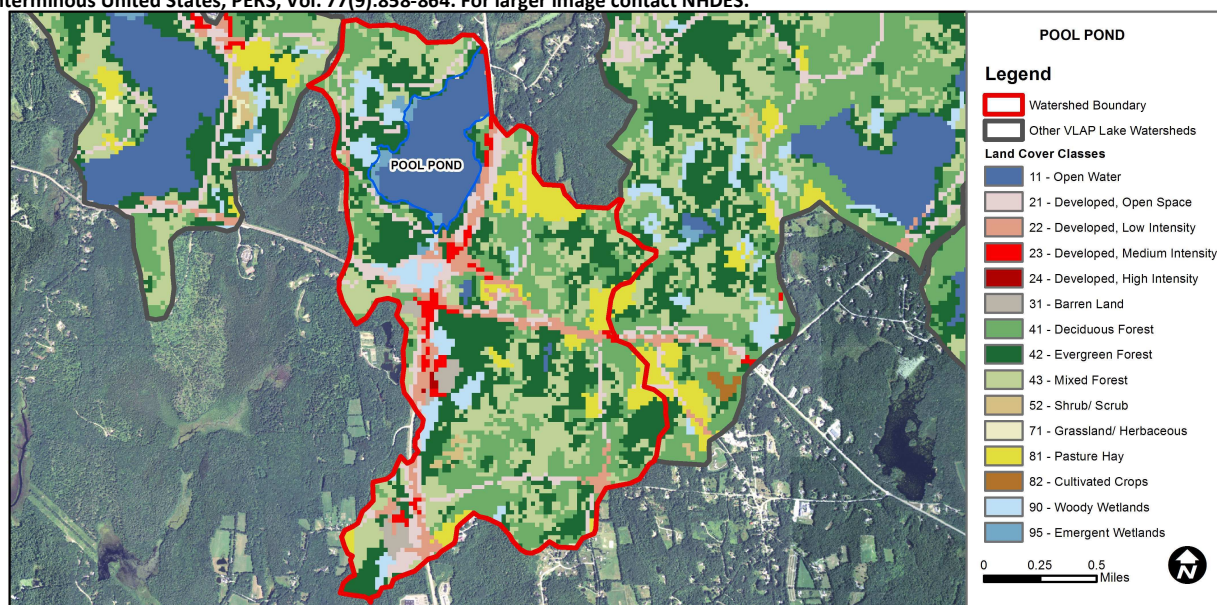 nterminous United States, PERS, Vol. 77(9):858-864. For larger image contact NHDES.
POOL POND
POOL POND
Legend
Watershed Boundary
Other VLAP Lake Watersheds
Land Cover Classes
11 - Open Water
21 - Developed, Open Space
22 - Developed, Low Intensity
23 - Developed, Medium Intensity
24 - Developed, High Intensity
31 - Barren Land
41 - Deciduous Forest
42 - Evergreen Forest
43 - Mixed Forest
52 - Shrub/ Scrub
71 - Grassland/ Herbaceous
81 - Pasture Hay
82 - Cultivated Crops
90 - Woody Wetlands
95 - Emergent Wetlands
0 0.25 0.5
Miles
N